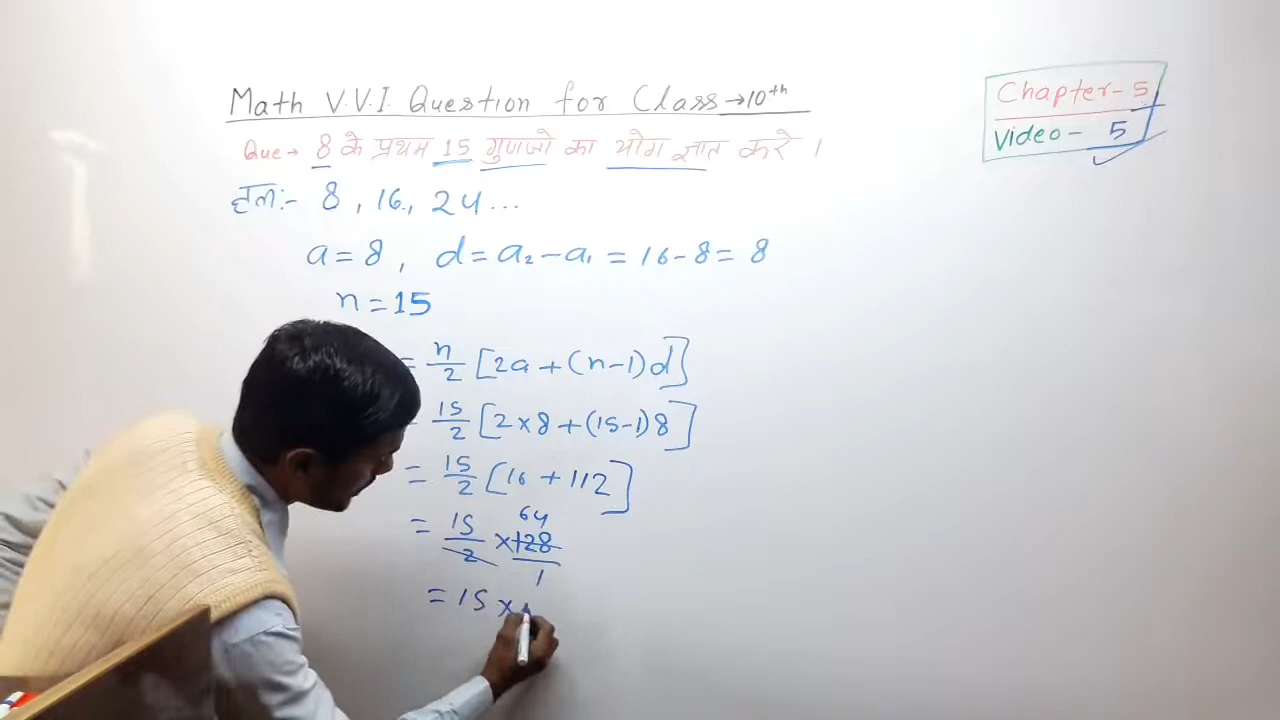 Math V.V.I. Question for Class→10th
Chapter-5
Video- 5
Que→ 8 के प्रथम 15 गुणजो का योग ज्ञात करे ।
हल:- 8, 16, 24...
a = 8, d = a₂ - a₁ = 16 - 8 = 8
n = 15
= n/2 [2a + (n-1)d]
= 15/2 [2×8 + (15-1)8]
= 15/2 [16 + 112]
64
= 15/2 × 128/1
= 15 ×